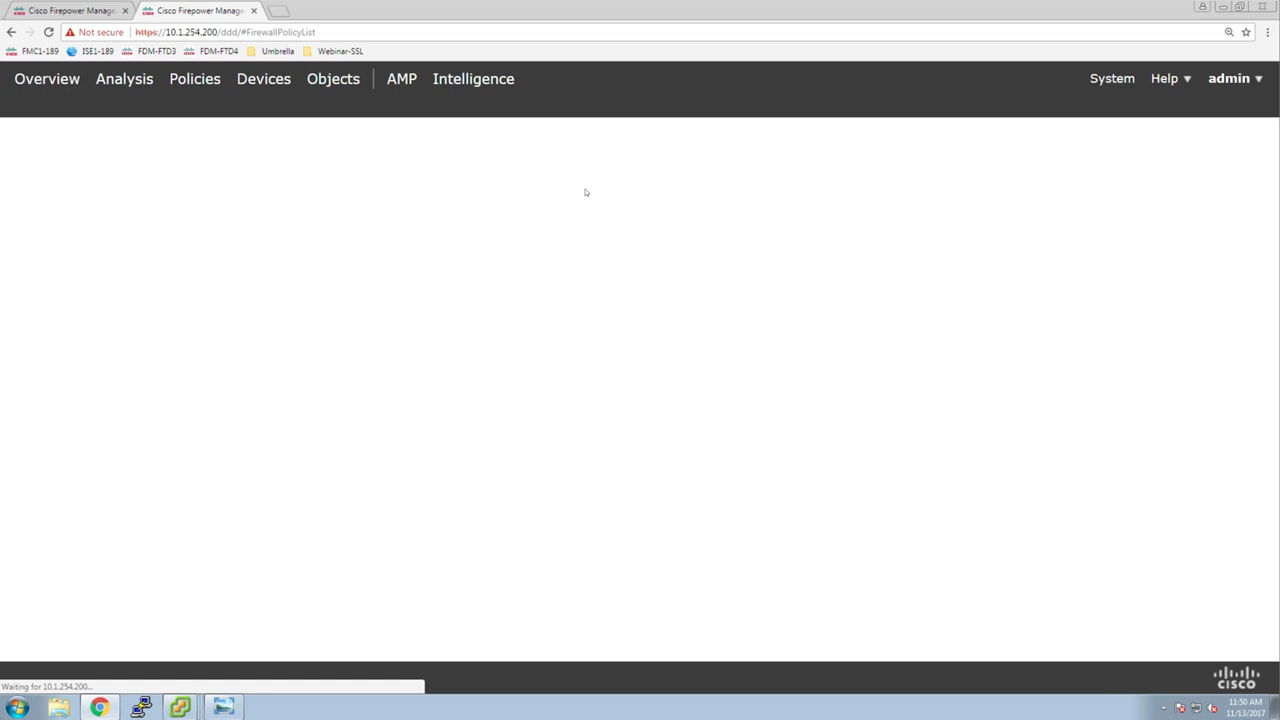 Cisco Firepower Manage
Cisco Firepower Manage
Not secure
https://10.1.254.200/ddd/#FirewallPolicyList
FMC1-189
ISE1-189
FDM-FTD3
FDM-FTD4
Umbrella
Webinar-SSL
Overview
Analysis
Policies
Devices
Objects
AMP
Intelligence
System
Help
admin
CISCO
Waiting for 10.1.254.200...
11:50 AM
11/13/2017